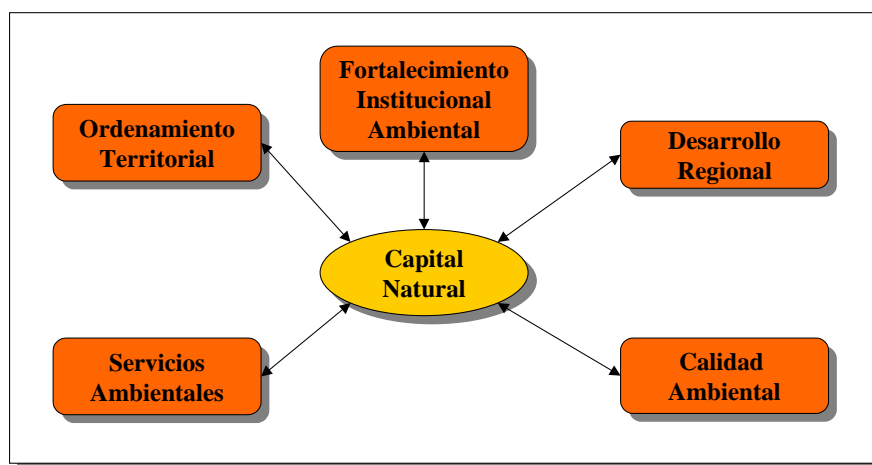 Fortalecimiento
Institucional
Ambiental
Ordenamiento
Territorial
Desarrollo
Regional
Capital
Natural
Servicios
Ambientales
Calidad
Ambiental